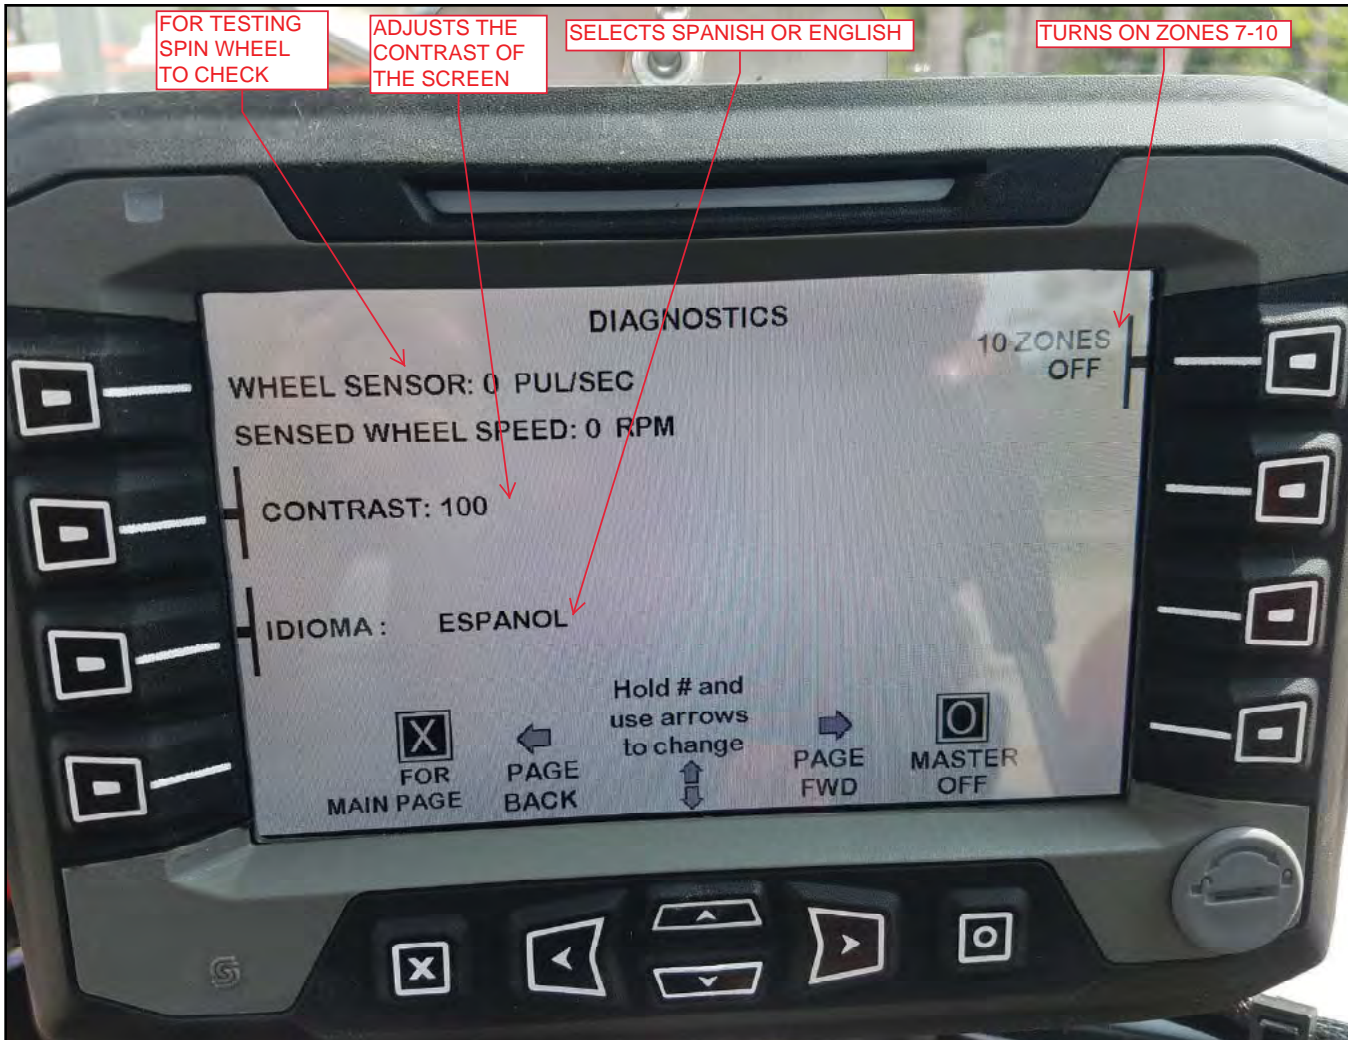 FOR TESTING
SPIN WHEEL
TO CHECK
ADJUSTS THE
CONTRAST OF
THE SCREEN
SELECTS SPANISH OR ENGLISH
TURNS ON ZONES 7-10
DIAGNOSTICS
10 ZONES
OFF
WHEEL SENSOR: 0 PUL/SEC
SENSED WHEEL SPEED: 0 RPM
CONTRAST: 100
IDIOMA : ESPANOL
Hold # and
use arrows
to change
X
FOR
MAIN PAGE
PAGE
BACK
PAGE
FWD
O
MASTER
OFF
X
O